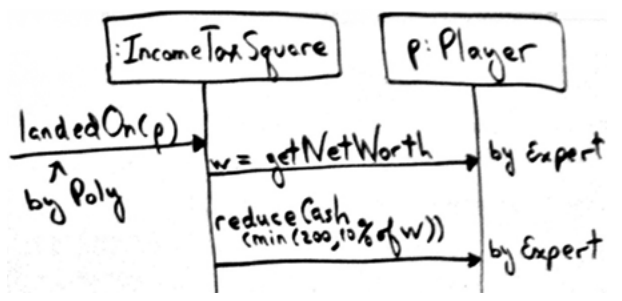 :IncomeTaxSquare
p:Player
landedOn(p)
by Poly
w = getNetWorth
by Expert
reduceCash
(min(200,10% of w))
by Expert